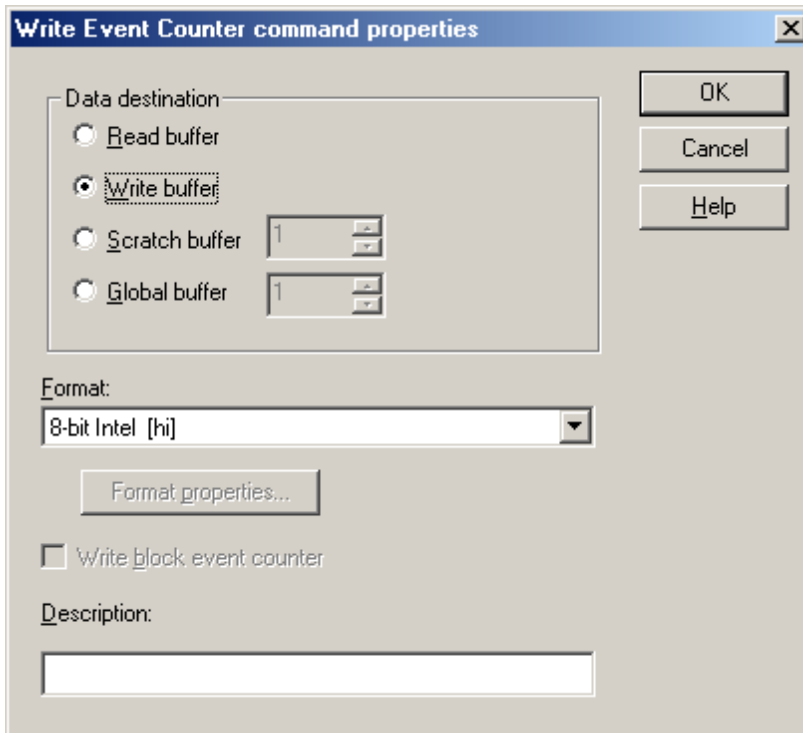 Write Event Counter command properties
Data destination
Read buffer
Write buffer
Scratch buffer 1
Global buffer 1
OK
Cancel
Help
Format:
8-bit Intel [hi]
Format properties...
Write block event counter
Description: